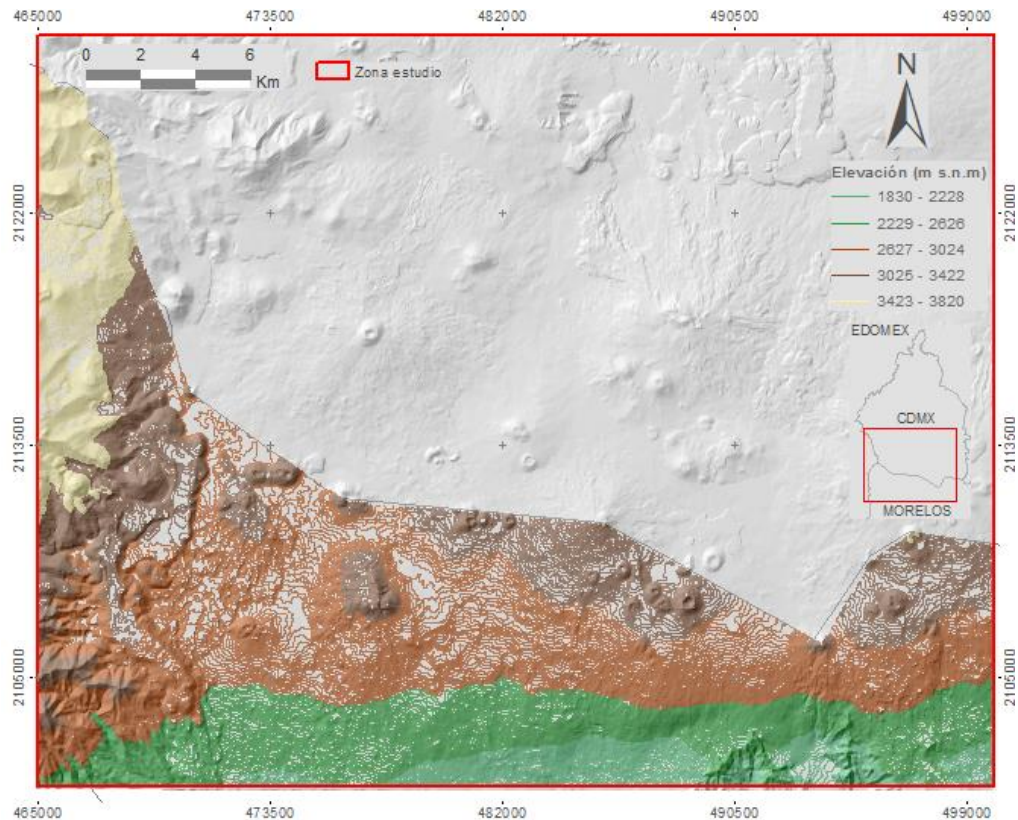 465000 473500 482000 490500 499000
0 2 4 6
Km
Zona estudio
N
Elevación (m s.n.m)
1830 - 2228
2229 - 2626
2627 - 3024
3025 - 3422
3423 - 3820
EDOMEX
CDMX
MORELOS
2122000
2113500
2105000
2122000
2113500
2105000
465000 473500 482000 490500 499000